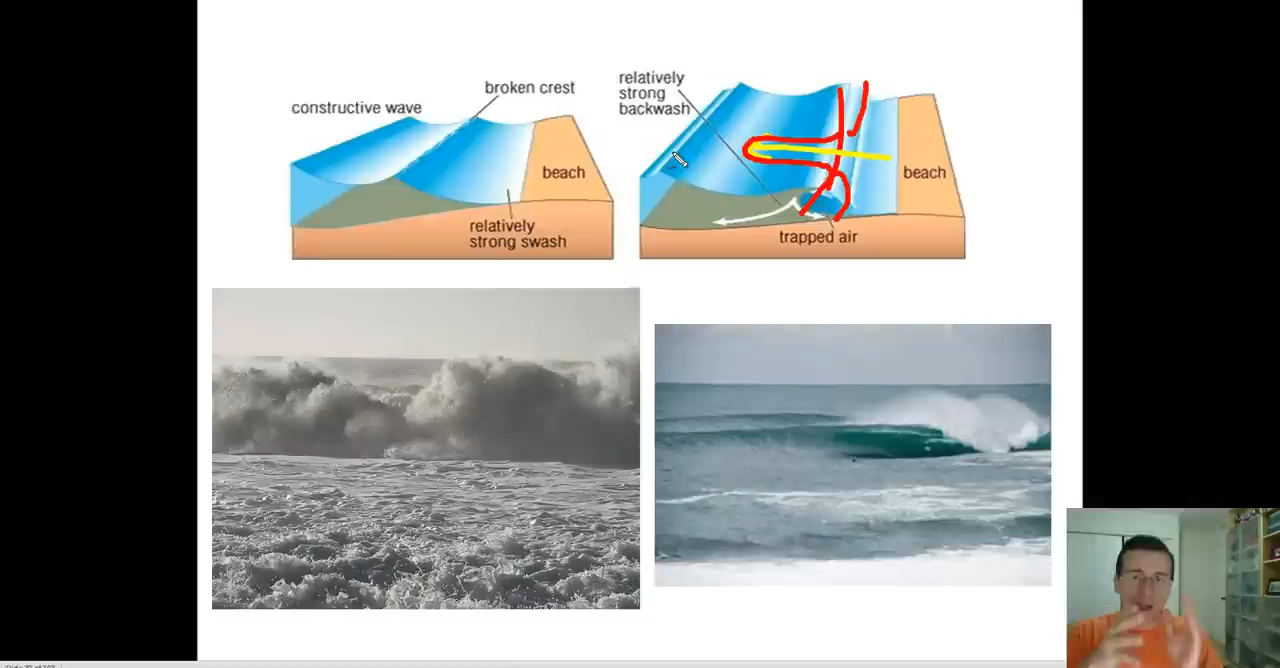 constructive wave
broken crest
beach
relatively
strong swash
relatively
strong
backwash
beach
trapped air